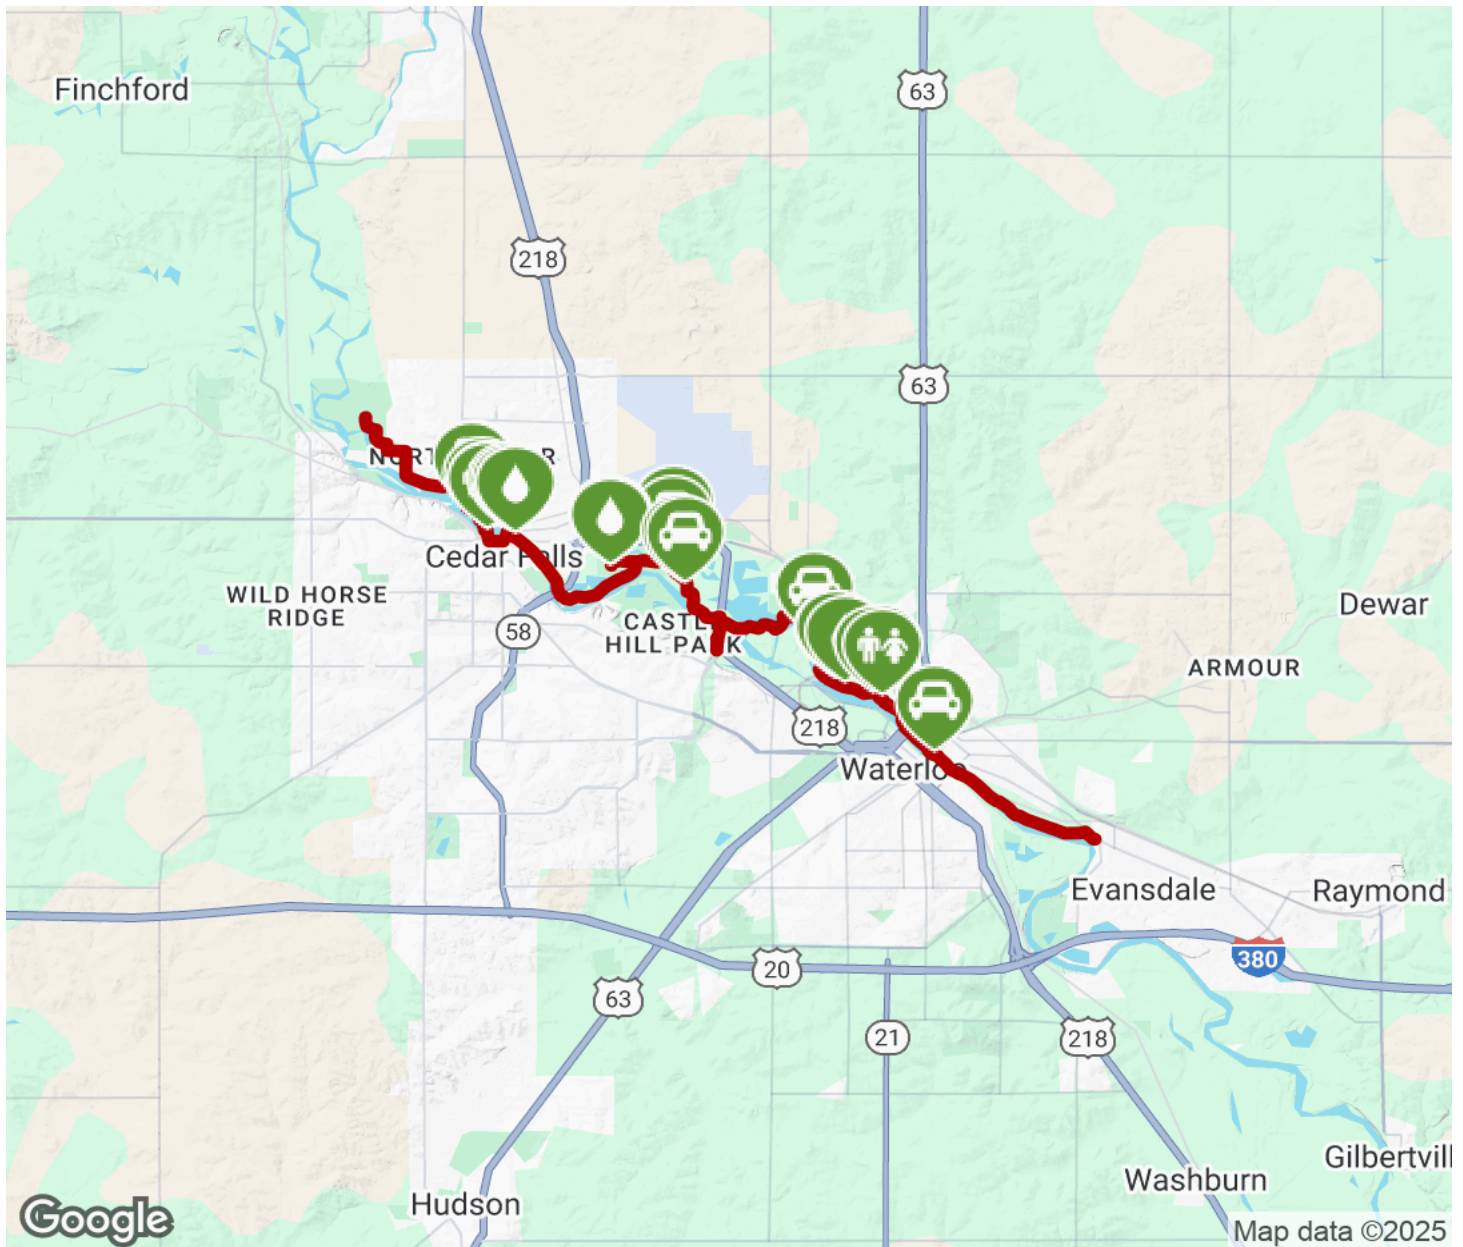 Finchford
63
218
63
Cedar Falls
WILD HORSE
RIDGE
58
CASTLE
HILL PARK
Dewar
ARMOUR
218
Waterloo
Evansdale
Raymond
380
20
63
21
218
Gilbertvill
Washburn
Hudson
Google
Map data ©2025